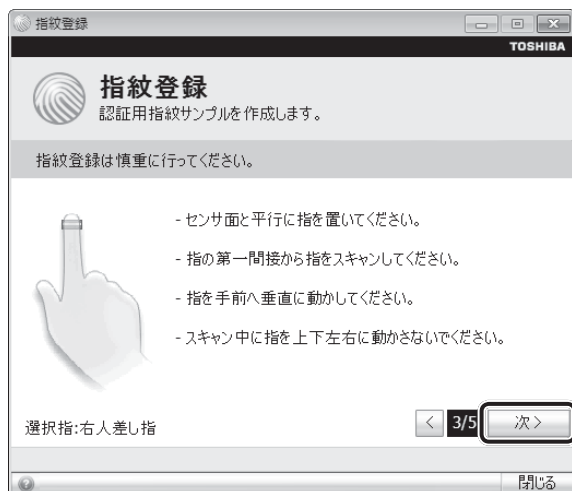 指紋登録
TOSHIBA
指紋登録
認証用指紋サンプルを作成します。
指紋登録は慎重に行ってください。
- センサ面と平行に指を置いてください。
- 指の第一間接から指をスキャンしてください。
- 指を手前へ垂直に動かしてください。
- スキャン中に指を上下左右に動かさないでください。
選択指:右人差し指
< 3/5 次 >
閉じる